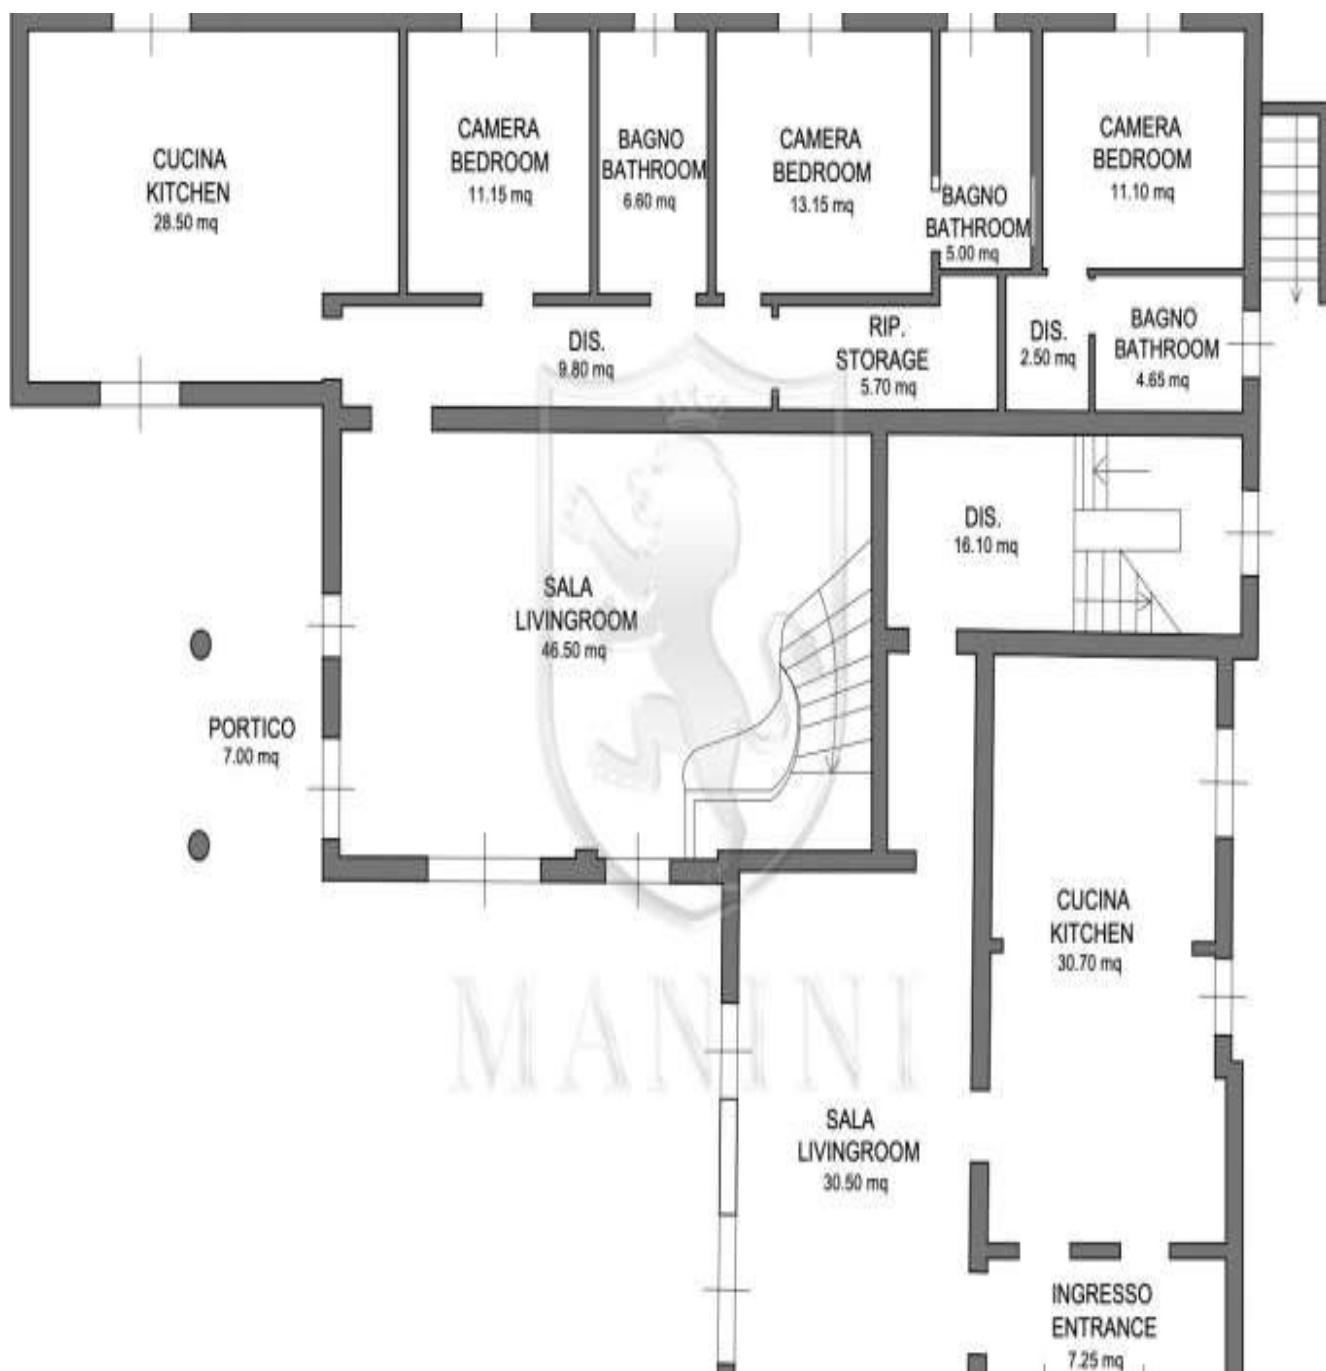 CUCINA
KITCHEN
28.50 mq
CAMERA
BEDROOM
11.15 mq
BAGNO
BATHROOM
6.60 mq
CAMERA
BEDROOM
13.15 mq
BAGNO
BATHROOM
5.00 mq
CAMERA
BEDROOM
11.10 mq
DIS.
9.80 mq
RIP.
STORAGE
5.70 mq
DIS.
2.50 mq
BAGNO
BATHROOM
4.65 mq
SALA
LIVINGROOM
46.50 mq
DIS.
16.10 mq
PORTICO
7.00 mq
CUCINA
KITCHEN
30.70 mq
MANINI
SALA
LIVINGROOM
30.50 mq
INGRESSO
ENTRANCE
7.25 mq